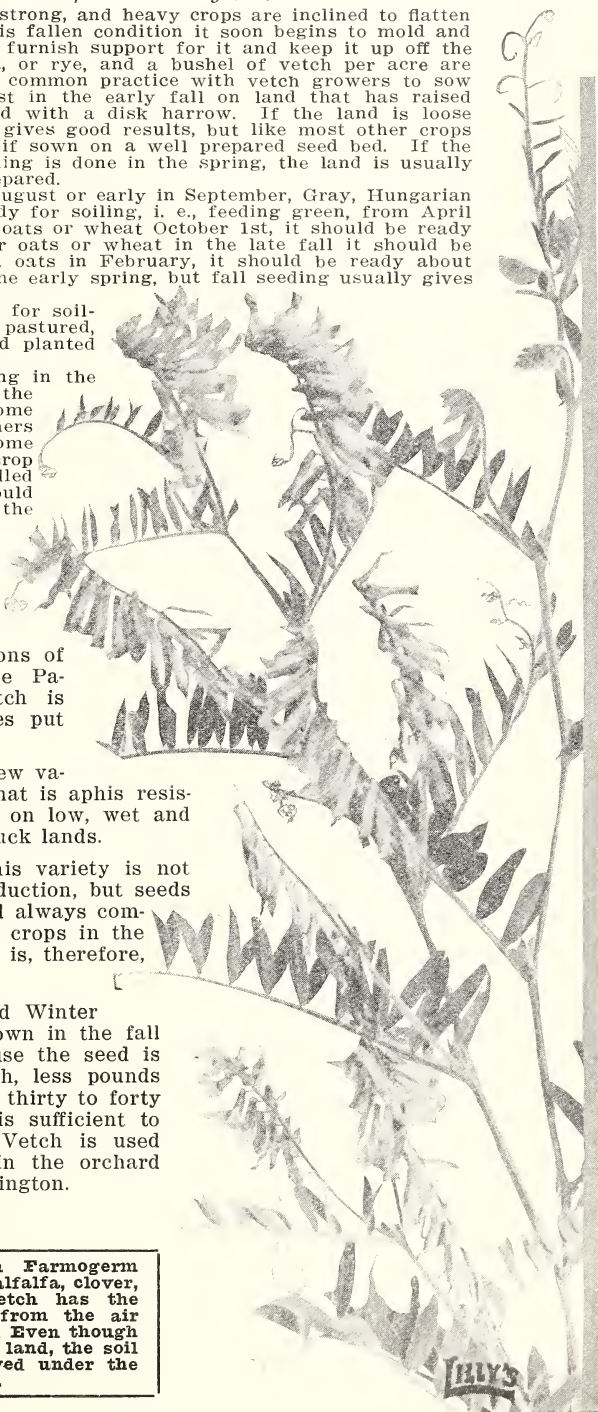 strong, and heavy crops are inclined to flatten
is fallen condition it soon begins to mold and
furnish support for it and keep it up off the
, or rye, and a bushel of vetch per acre are
common practice with vetch growers to sow
st in the early fall on land that has raised
d with a disk harrow. If the land is loose
gives good results, but like most other crops
if sown on a well prepared seed bed. If the
ing is done in the spring, the land is usually
pared.
ugust or early in September, Gray, Hungarian
dy for soiling, i. e., feeding green, from April
oats or wheat October 1st, it should be ready
r oats or wheat in the late fall it should be
oats in February, it should be ready about
he early spring, but fall seeding usually gives
for soil-
pastured,
d planted
ng in the
the
ome
ners
ome
crop
lled
ould
the
ons of
e Pa-
tch is
es put
ew va-
hat is aphis resis-
on low, wet and
uck lands.
his variety is not
duction, but seeds
l always com-
crops in the
is, therefore,
d Winter
own in the fall
use the seed is
h, less pounds
thirty to forty
is sufficient to
Vetch is used
in the orchard
ington.
Farmogerm
alfalfa, clover,
etch has the
from the air
Even though
land, the soil
ved under the
LILLY'S